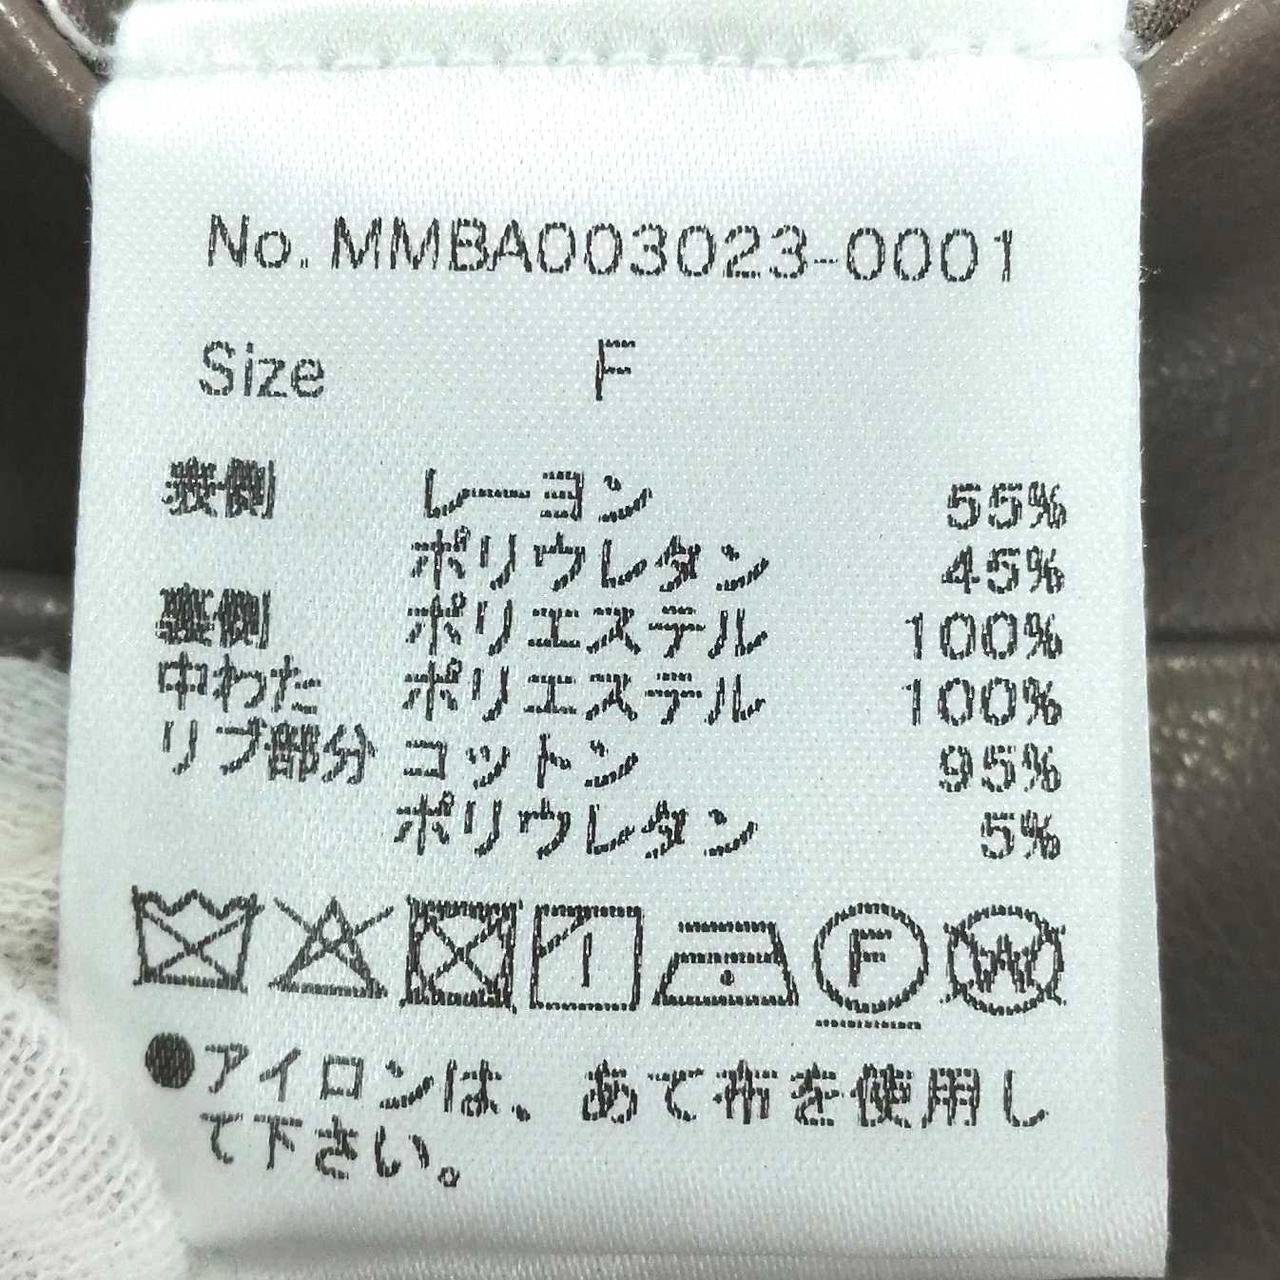 No. MMBA003023-0001
Size F
表側 レーヨン 55%
ポリウレタン 45%
裏側 ポリエステル 100%
中わた ポリエステル 100%
リブ部分 コットン 95%
ポリウレタン 5%
F W
●アイロンは、あて布を使用し
て下さい。